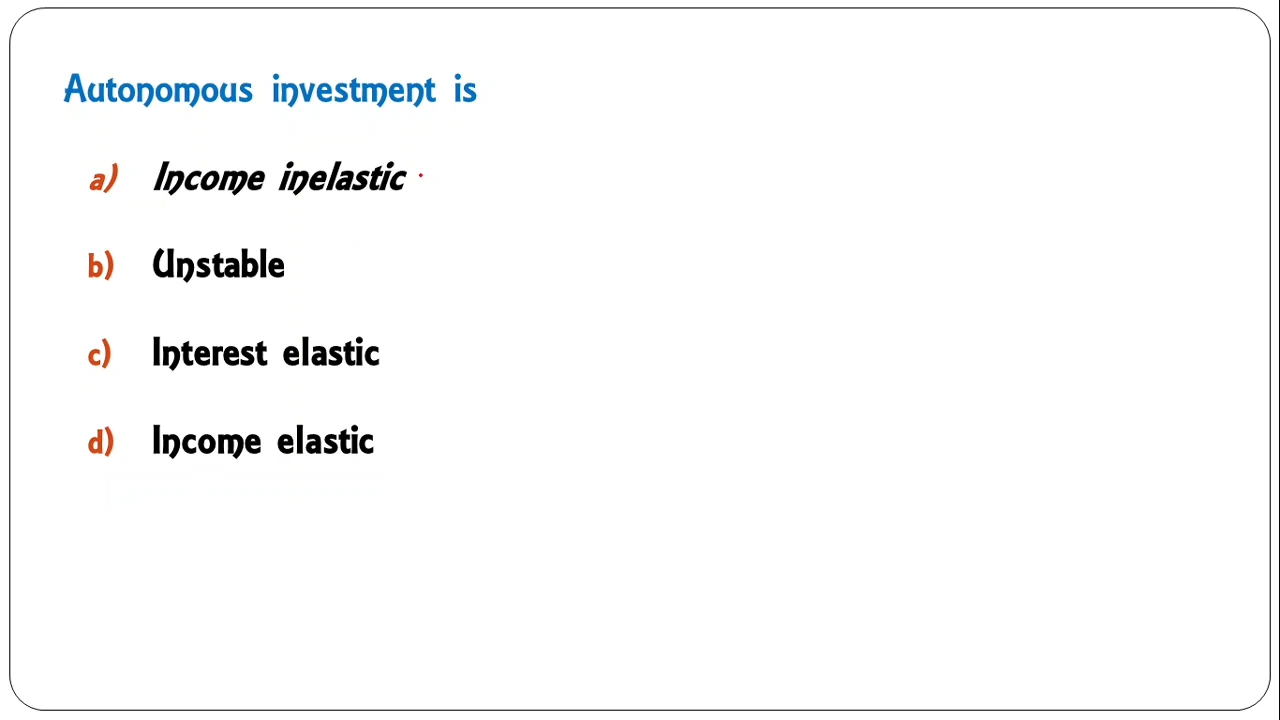 Autonomous investment is
a) Income inelastic
b) Unstable
c) Interest elastic
d) Income elastic